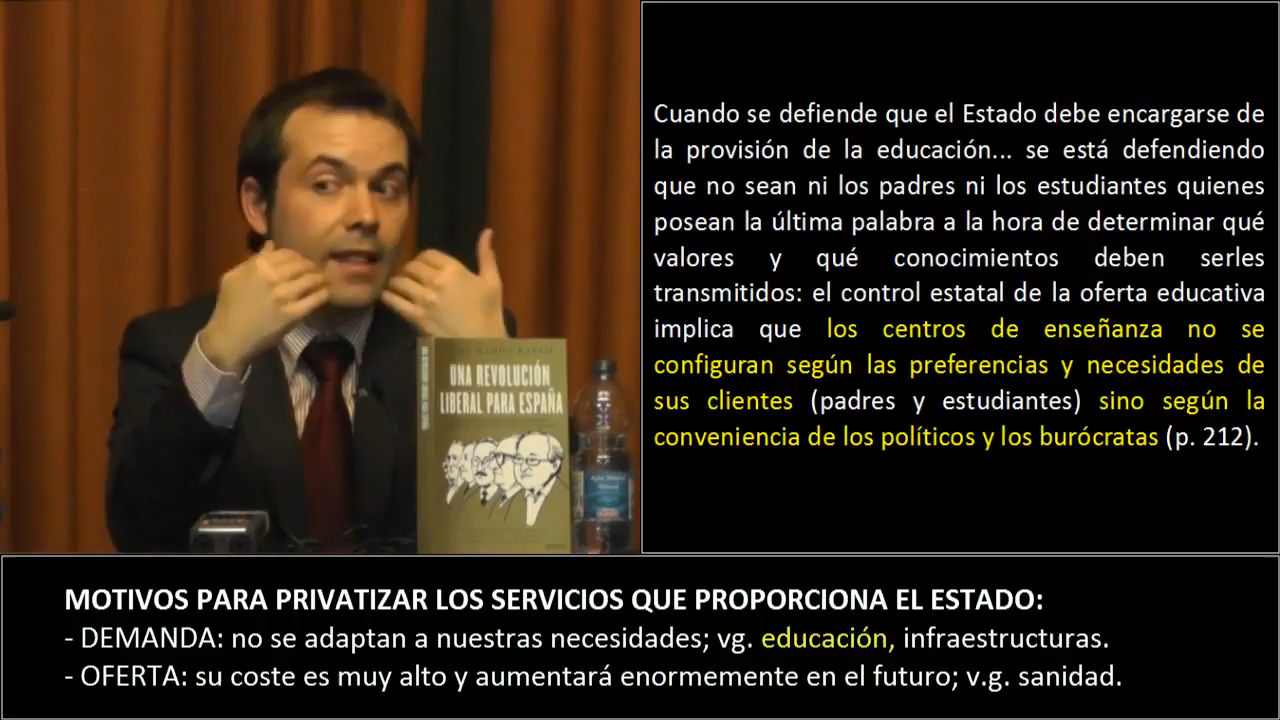 UNA REVOLUCIÓN
LIBERAL PARA ESPAÑA
Cuando se defiende que el Estado debe encargarse de
la provisión de la educación... se está defendiendo
que no sean ni los padres ni los estudiantes quienes
posean la última palabra a la hora de determinar qué
valores y qué conocimientos deben serles
transmitidos: el control estatal de la oferta educativa
implica que los centros de enseñanza no se
configuran según las preferencias y necesidades de
sus clientes (padres y estudiantes) sino según la
conveniencia de los políticos y los burócratas (p. 212).
MOTIVOS PARA PRIVATIZAR LOS SERVICIOS QUE PROPORCIONA EL ESTADO:
- DEMANDA: no se adaptan a nuestras necesidades; vg. educación, infraestructuras.
- OFERTA: su coste es muy alto y aumentará enormemente en el futuro; v.g. sanidad.